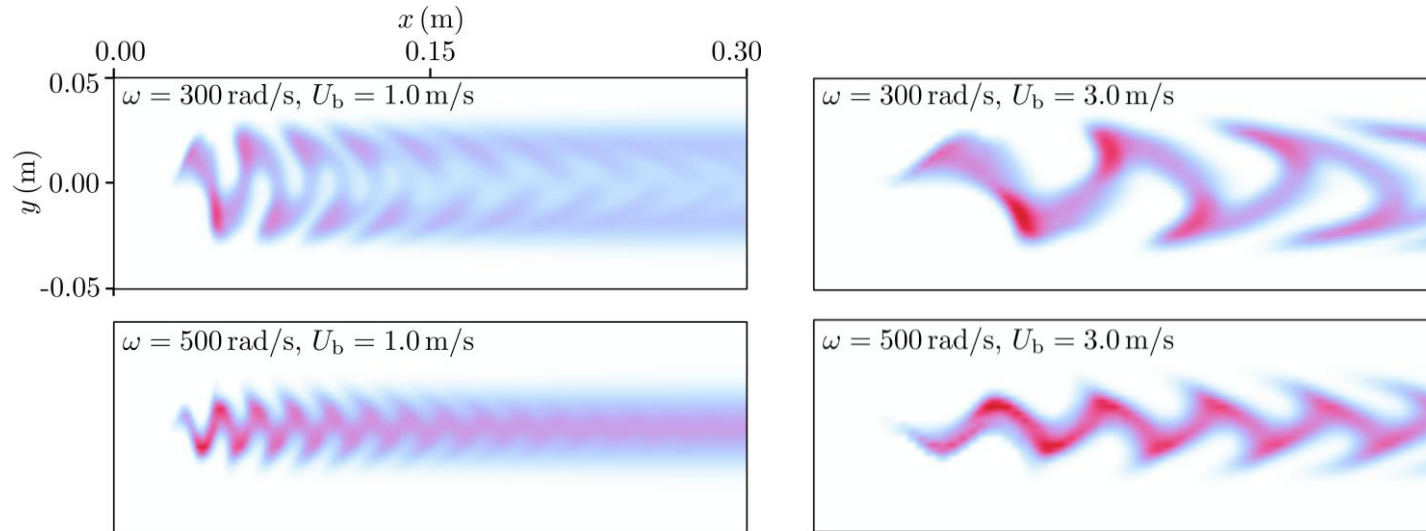 x (m)
0.00 0.15 0.30
0.05
ω = 300 rad/s, U_b = 1.0 m/s
ω = 300 rad/s, U_b = 3.0 m/s
y (m)
0.00
-0.05
ω = 500 rad/s, U_b = 1.0 m/s
ω = 500 rad/s, U_b = 3.0 m/s